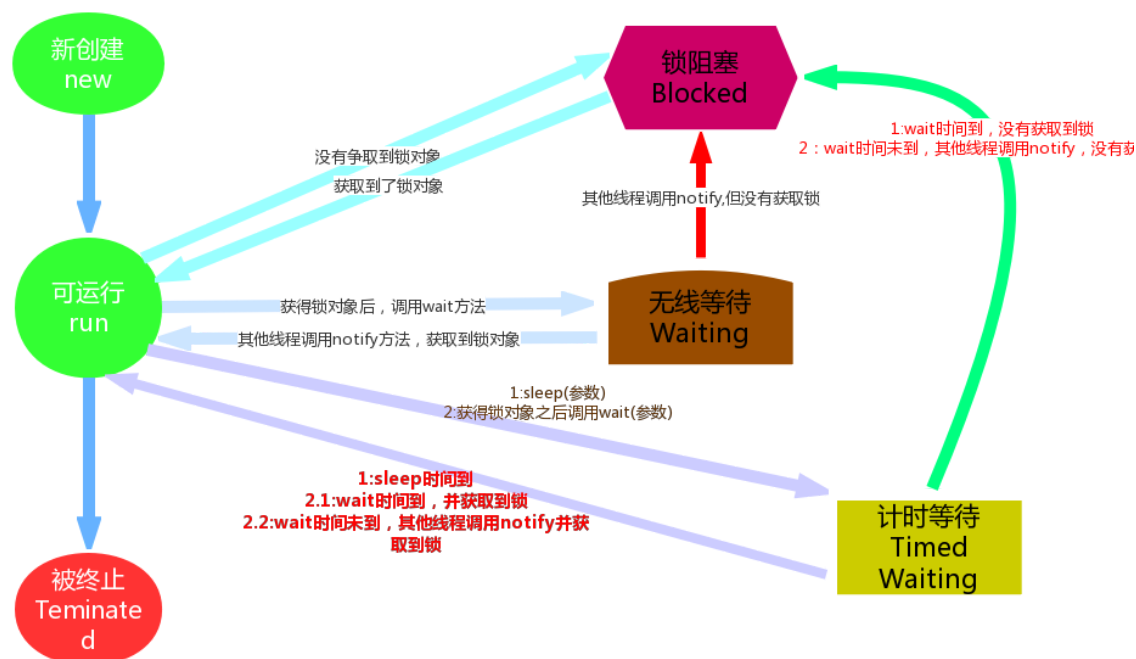 新创建
new
锁阻塞
Blocked
1:wait时间到，没有获取到锁
2：wait时间未到，其他线程调用notify，没有获
没有争取到锁对象
获取到了锁对象
其他线程调用notify,但没有获取锁
可运行
run
获得锁对象后，调用wait方法
其他线程调用notify方法，获取到锁对象
无线等待
Waiting
1:sleep(参数)
2:获得锁对象之后调用wait(参数)
1:sleep时间到
2.1:wait时间到，并获取到锁
2.2:wait时间未到，其他线程调用notify并获
取到锁
计时等待
Timed
Waiting
被终止
Teminate
d